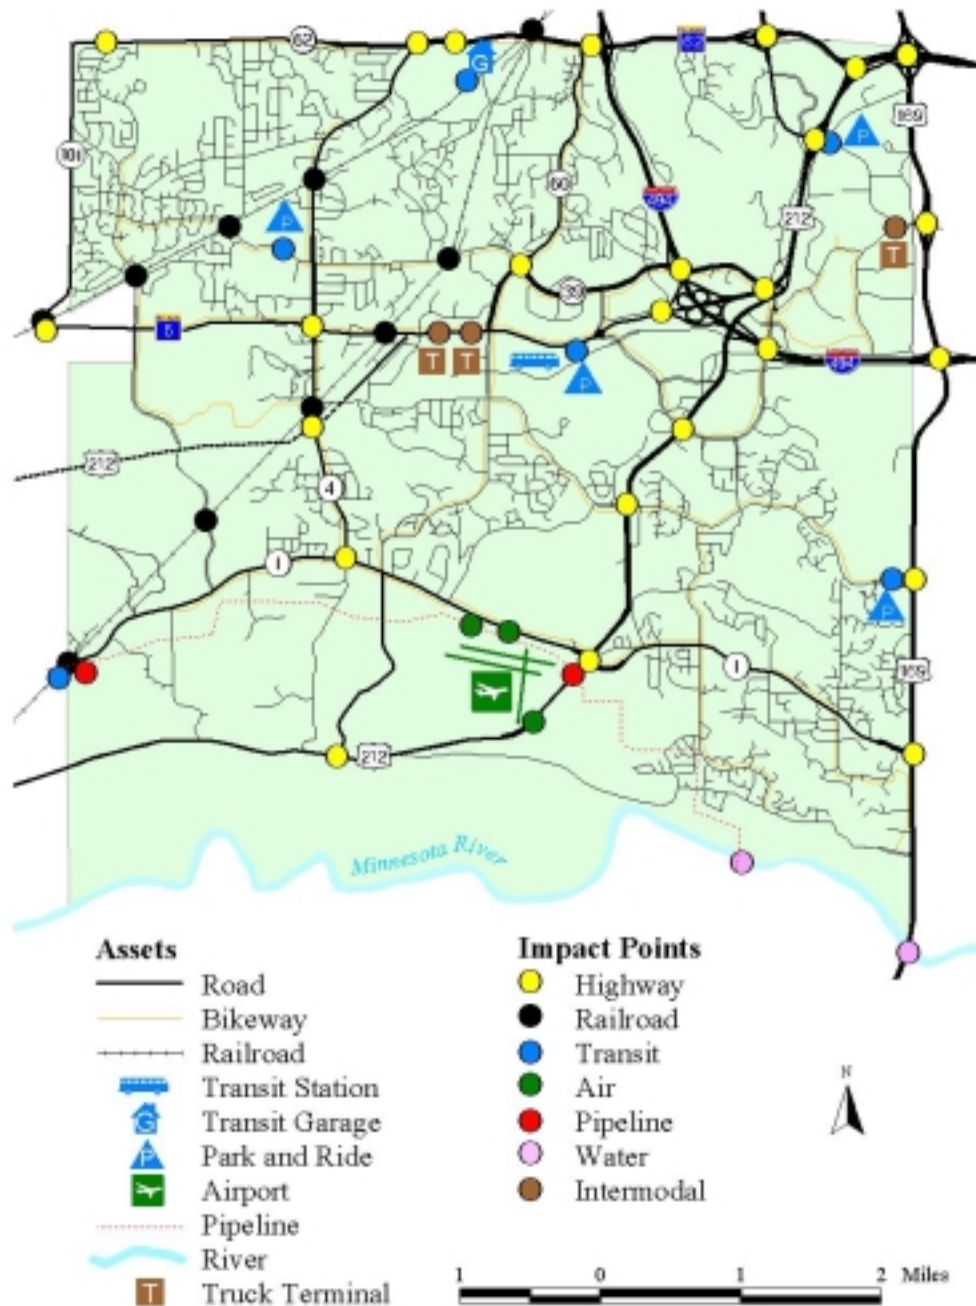 62
G
169
P
101
60
494
212
P
T
39
5
T T
P
494
212
4
1
P
1
169
212
Minnesota River
Assets
Road
Bikeway
Railroad
Transit Station
G Transit Garage
P Park and Ride
Airport
Pipeline
River
T Truck Terminal
Impact Points
Highway
Railroad
Transit
Air
Pipeline
Water
Intermodal
N
1 0 1 2 Miles